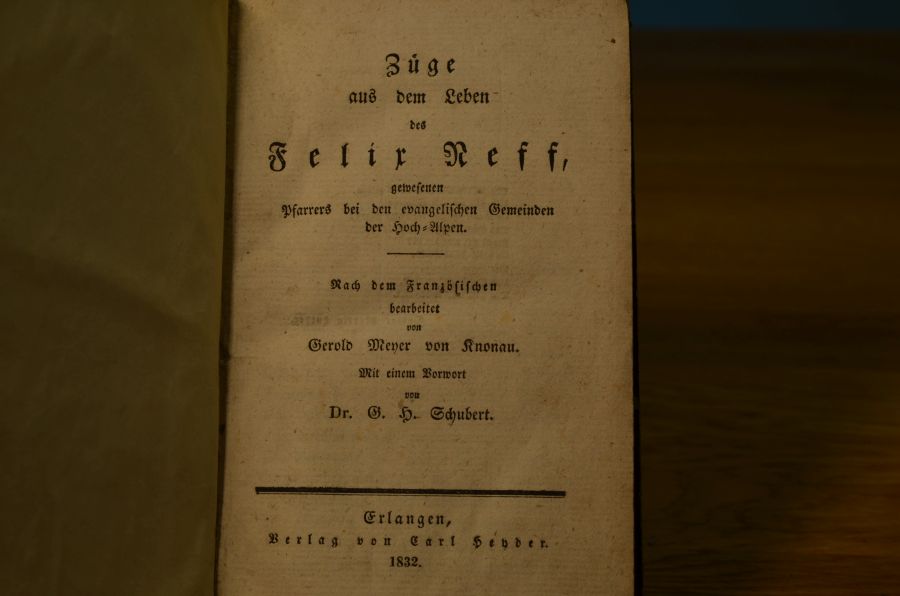 Züge
aus dem Leben
des
Felix Neff,
gewesenen
Pfarrers bei den evangelischen Gemeinden
der Hoch-Alpen.
Nach dem Französischen
bearbeitet
von
Gerold Meyer von Knonau.
Mit einem Vorwort
von
Dr. G. H. Schubert.
Erlangen,
Verlag von Carl Heyder.
1832.